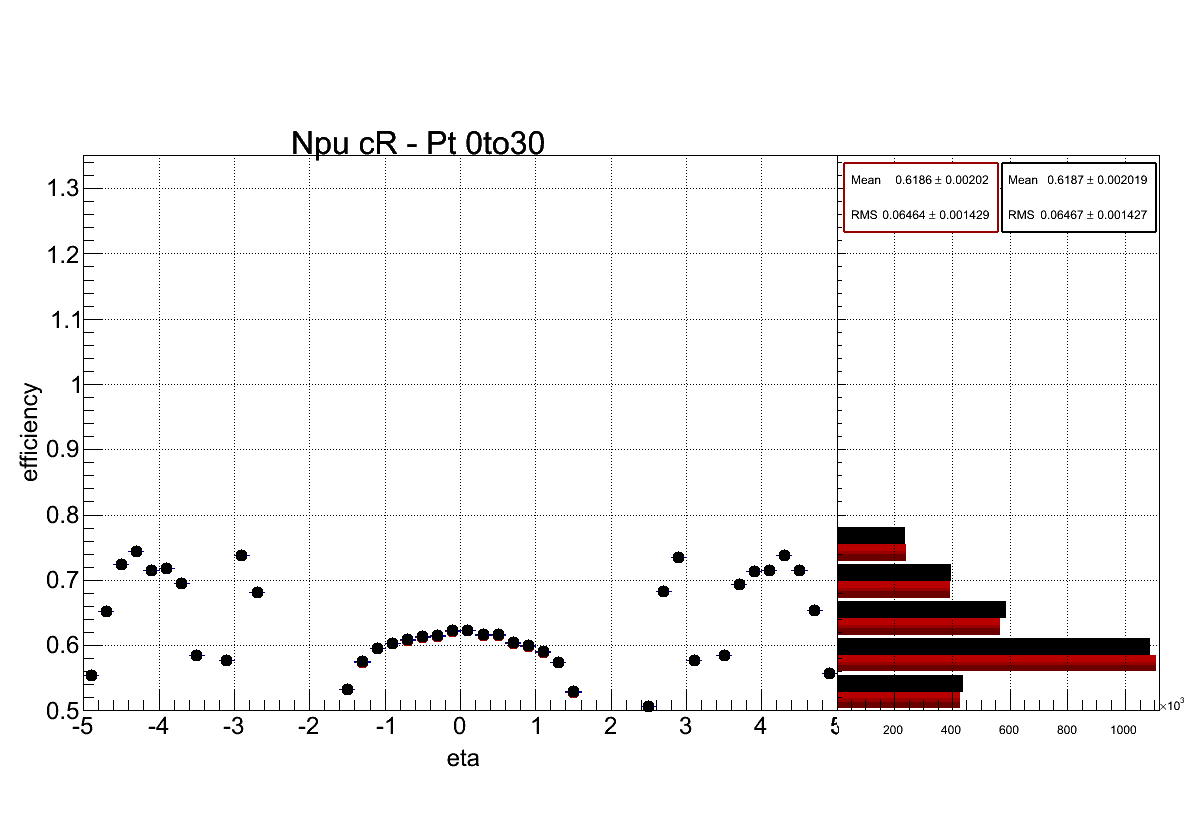 Npu cR - Pt 0to30
Mean 0.6186 ± 0.00202
RMS 0.06464 ± 0.001429
Mean 0.6187 ± 0.002019
RMS 0.06467 ± 0.001427
1.3
1.2
1.1
1
0.9
0.8
0.7
0.6
0.5
efficiency
-5 -4 -3 -2 -1 0 1 2 3 4
eta
200 400 600 800 1000
×10³